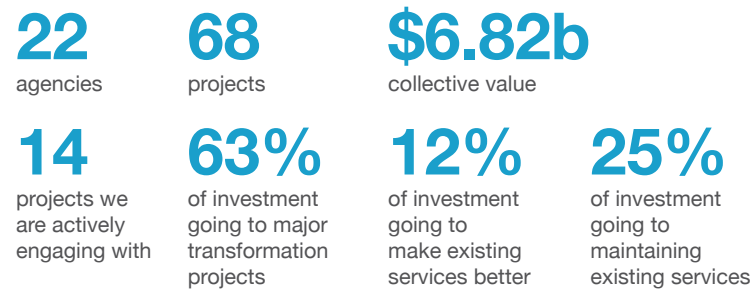 22
agencies
68
projects
$6.82b
collective value
14
projects we
are actively
engaging with
63%
of investment
going to major
transformation
projects
12%
of investment
going to
make existing
services better
25%
of investment
going to
maintaining
existing services